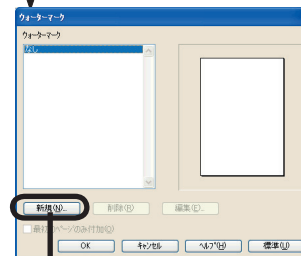 ウォーターマーク
ウォーターマーク
なし
新規(N)... 削除(R) 編集(E)...
最初のページのみ付加(O)
OK キャンセル ヘルプ(H) 標準(U)